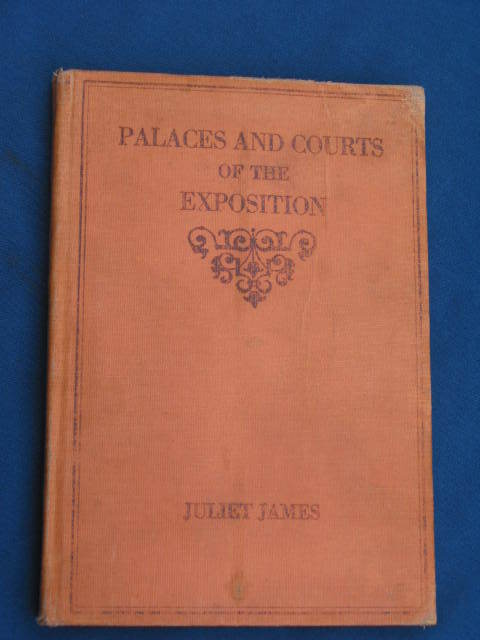 PALACES AND COURTS
OF THE
EXPOSITION
JULIET JAMES